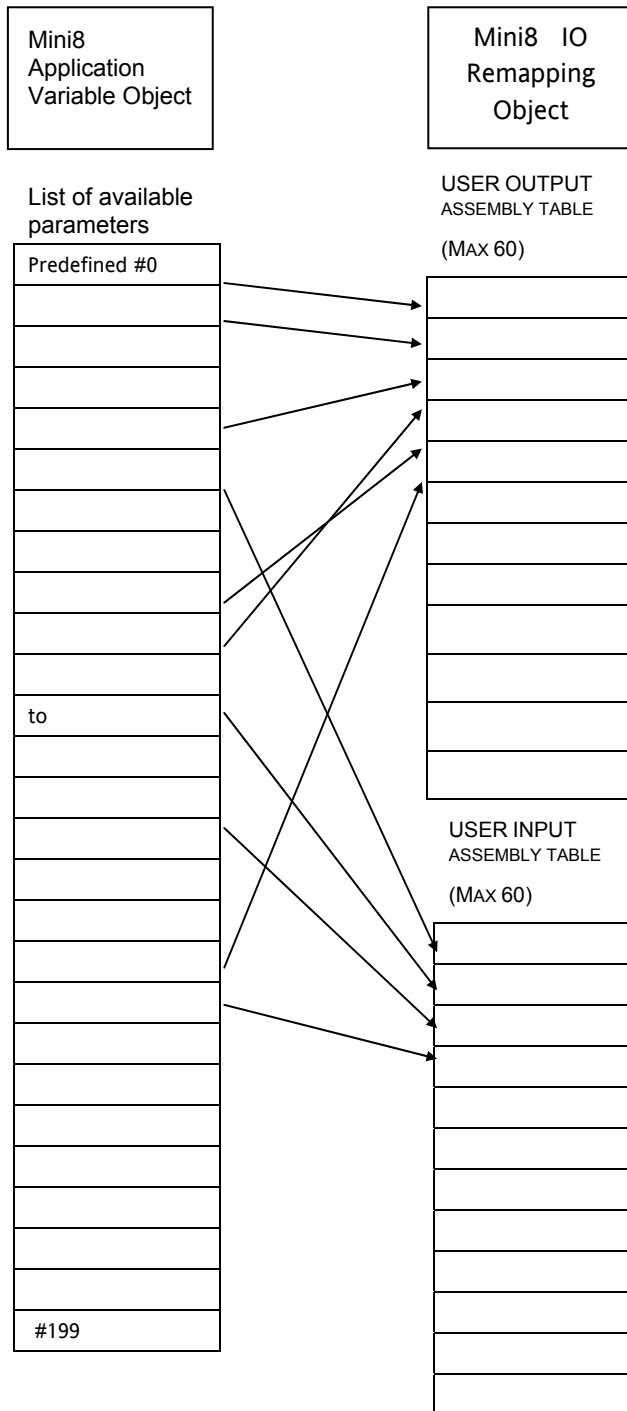 Mini8
Application
Variable Object
Mini8 IO
Remapping
Object
List of available
parameters
Predefined #0
to
#199
USER OUTPUT
ASSEMBLY TABLE
(MAX 60)
USER INPUT
ASSEMBLY TABLE
(MAX 60)